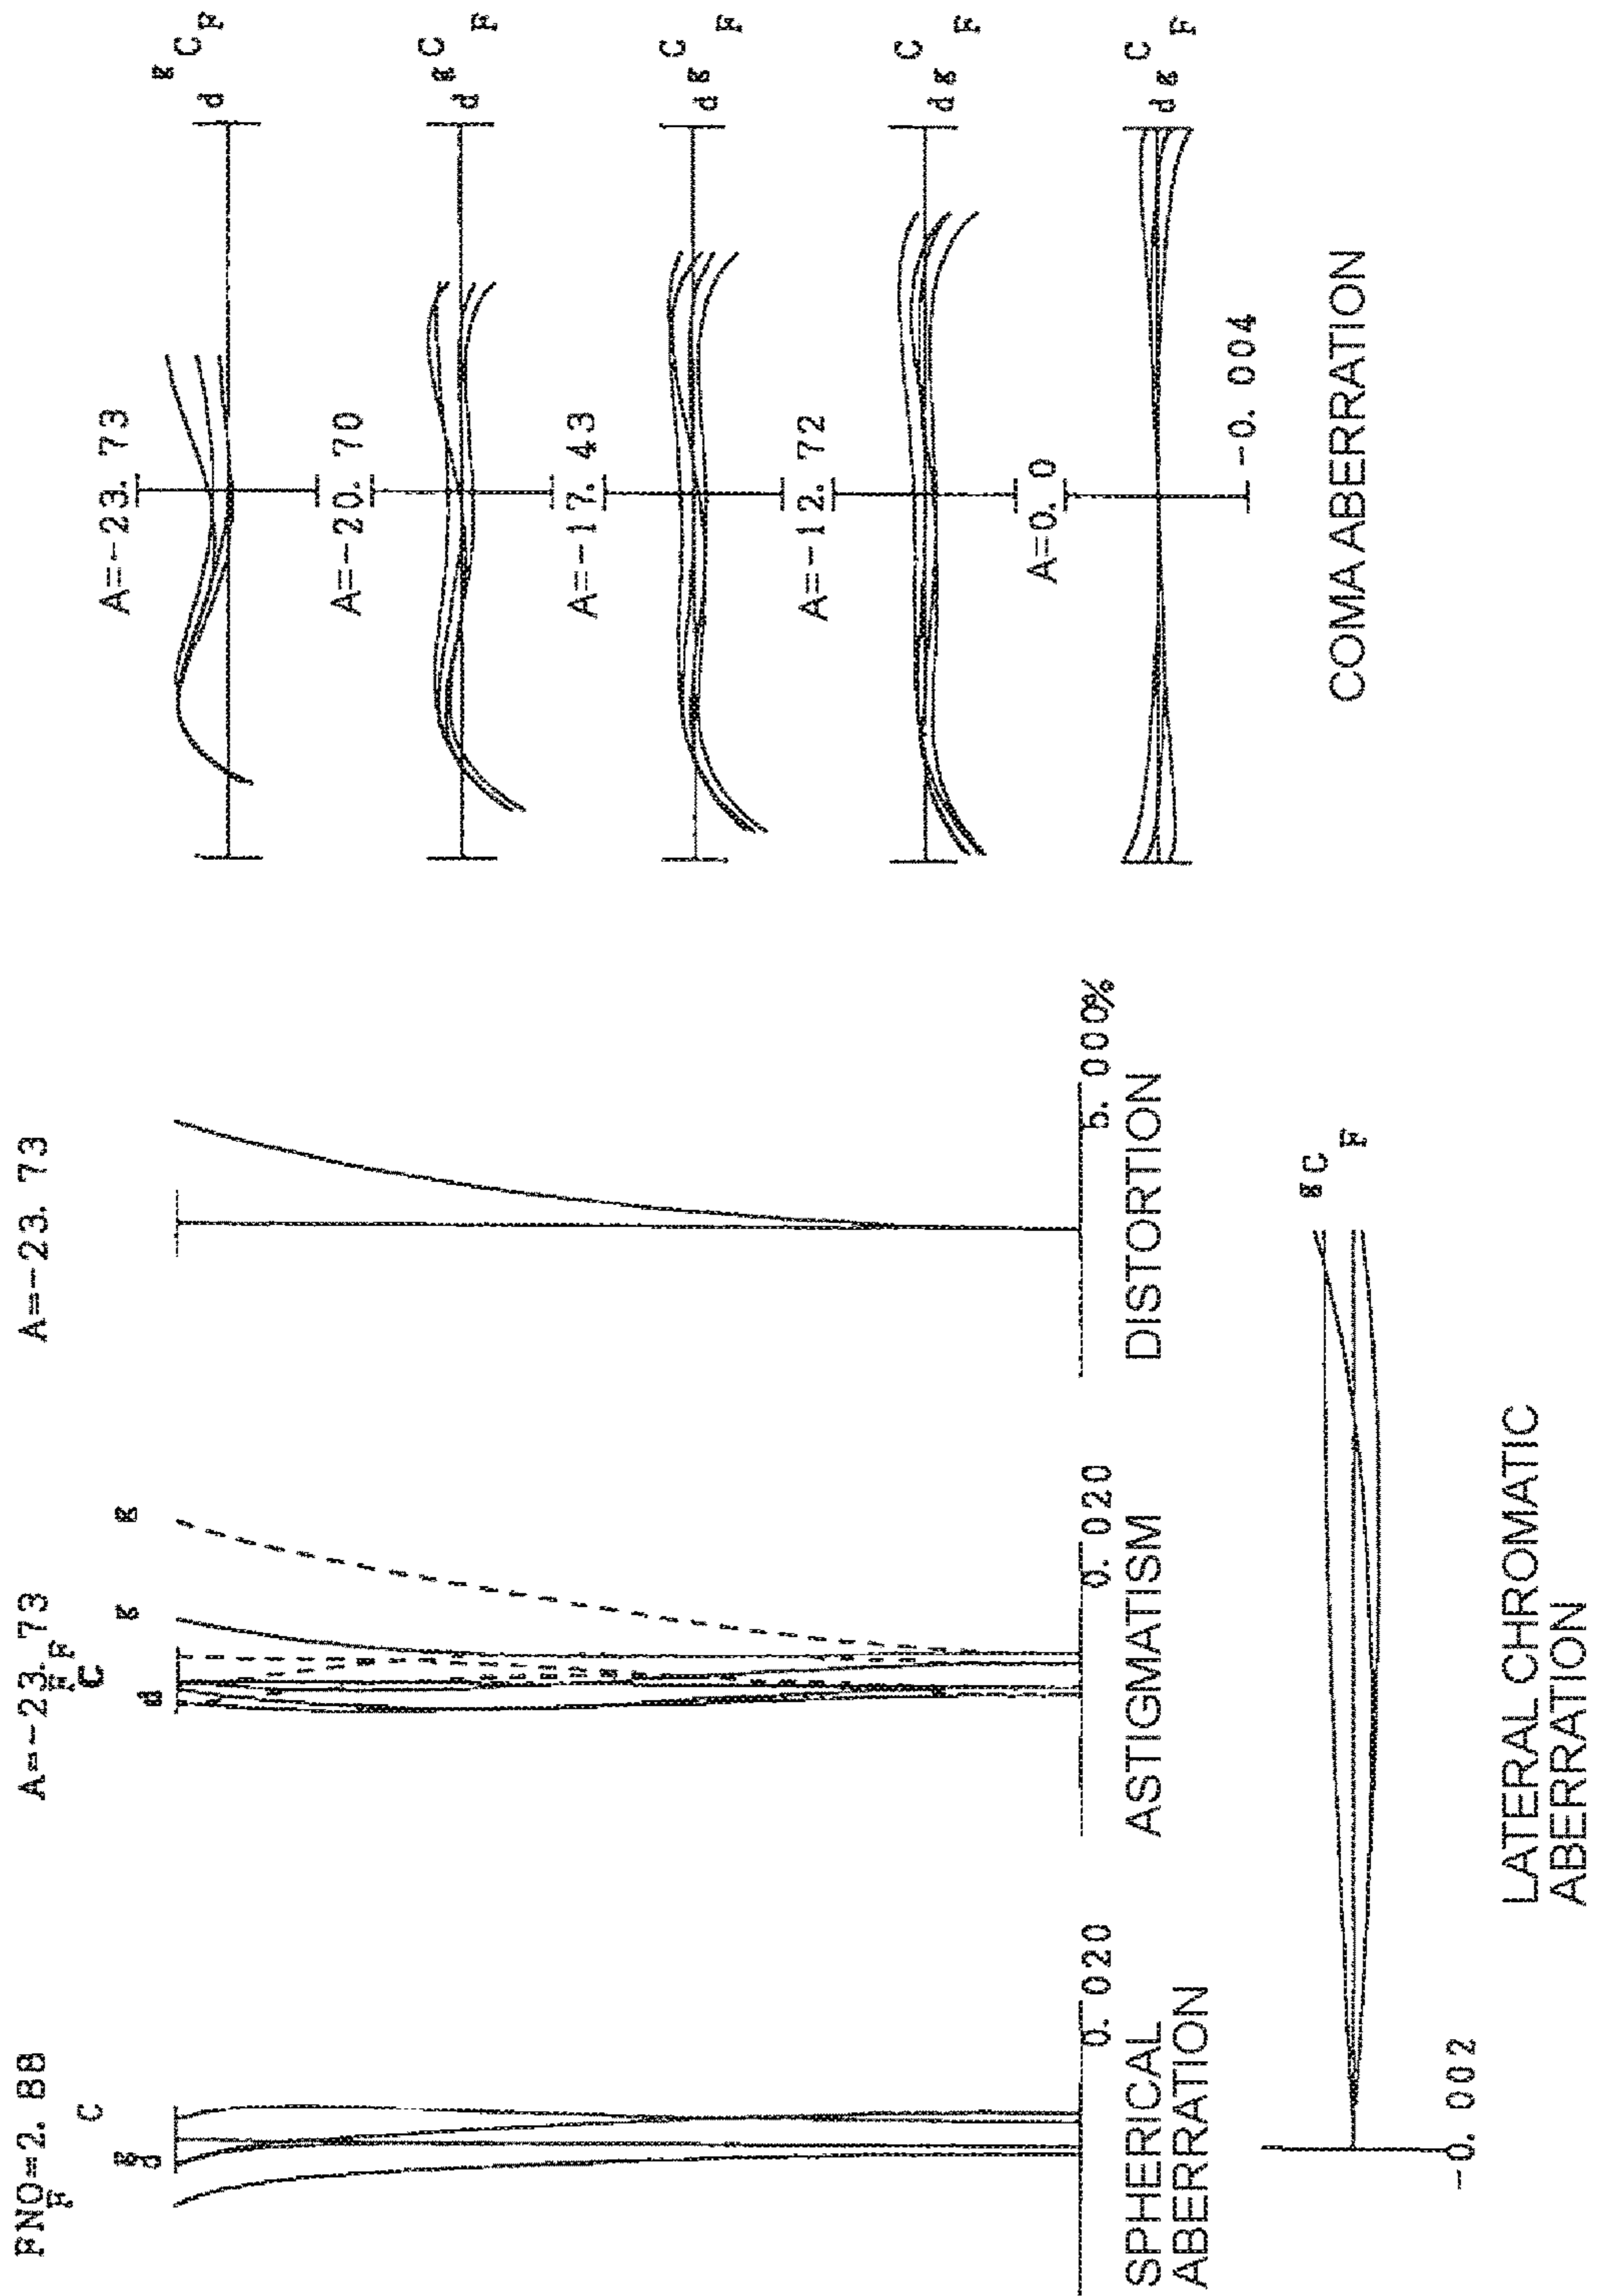 FNO=2. 88
F
g
d
C
0. 020
SPHERICAL
ABERRATION
A=-23. 73
d
C
F
g
g
0. 020
ASTIGMATISM
A=-23. 73
5. 000%
DISTORTION
g
C
F
-0. 002
LATERAL CHROMATIC
ABERRATION
A=-23. 73
d
g
C
F
A=-20. 70
d
g
C
F
A=-17. 43
d
g
C
F
A=-12. 72
d
g
C
F
A=0. 0
d
g
C
F
-0. 004
COMA ABERRATION